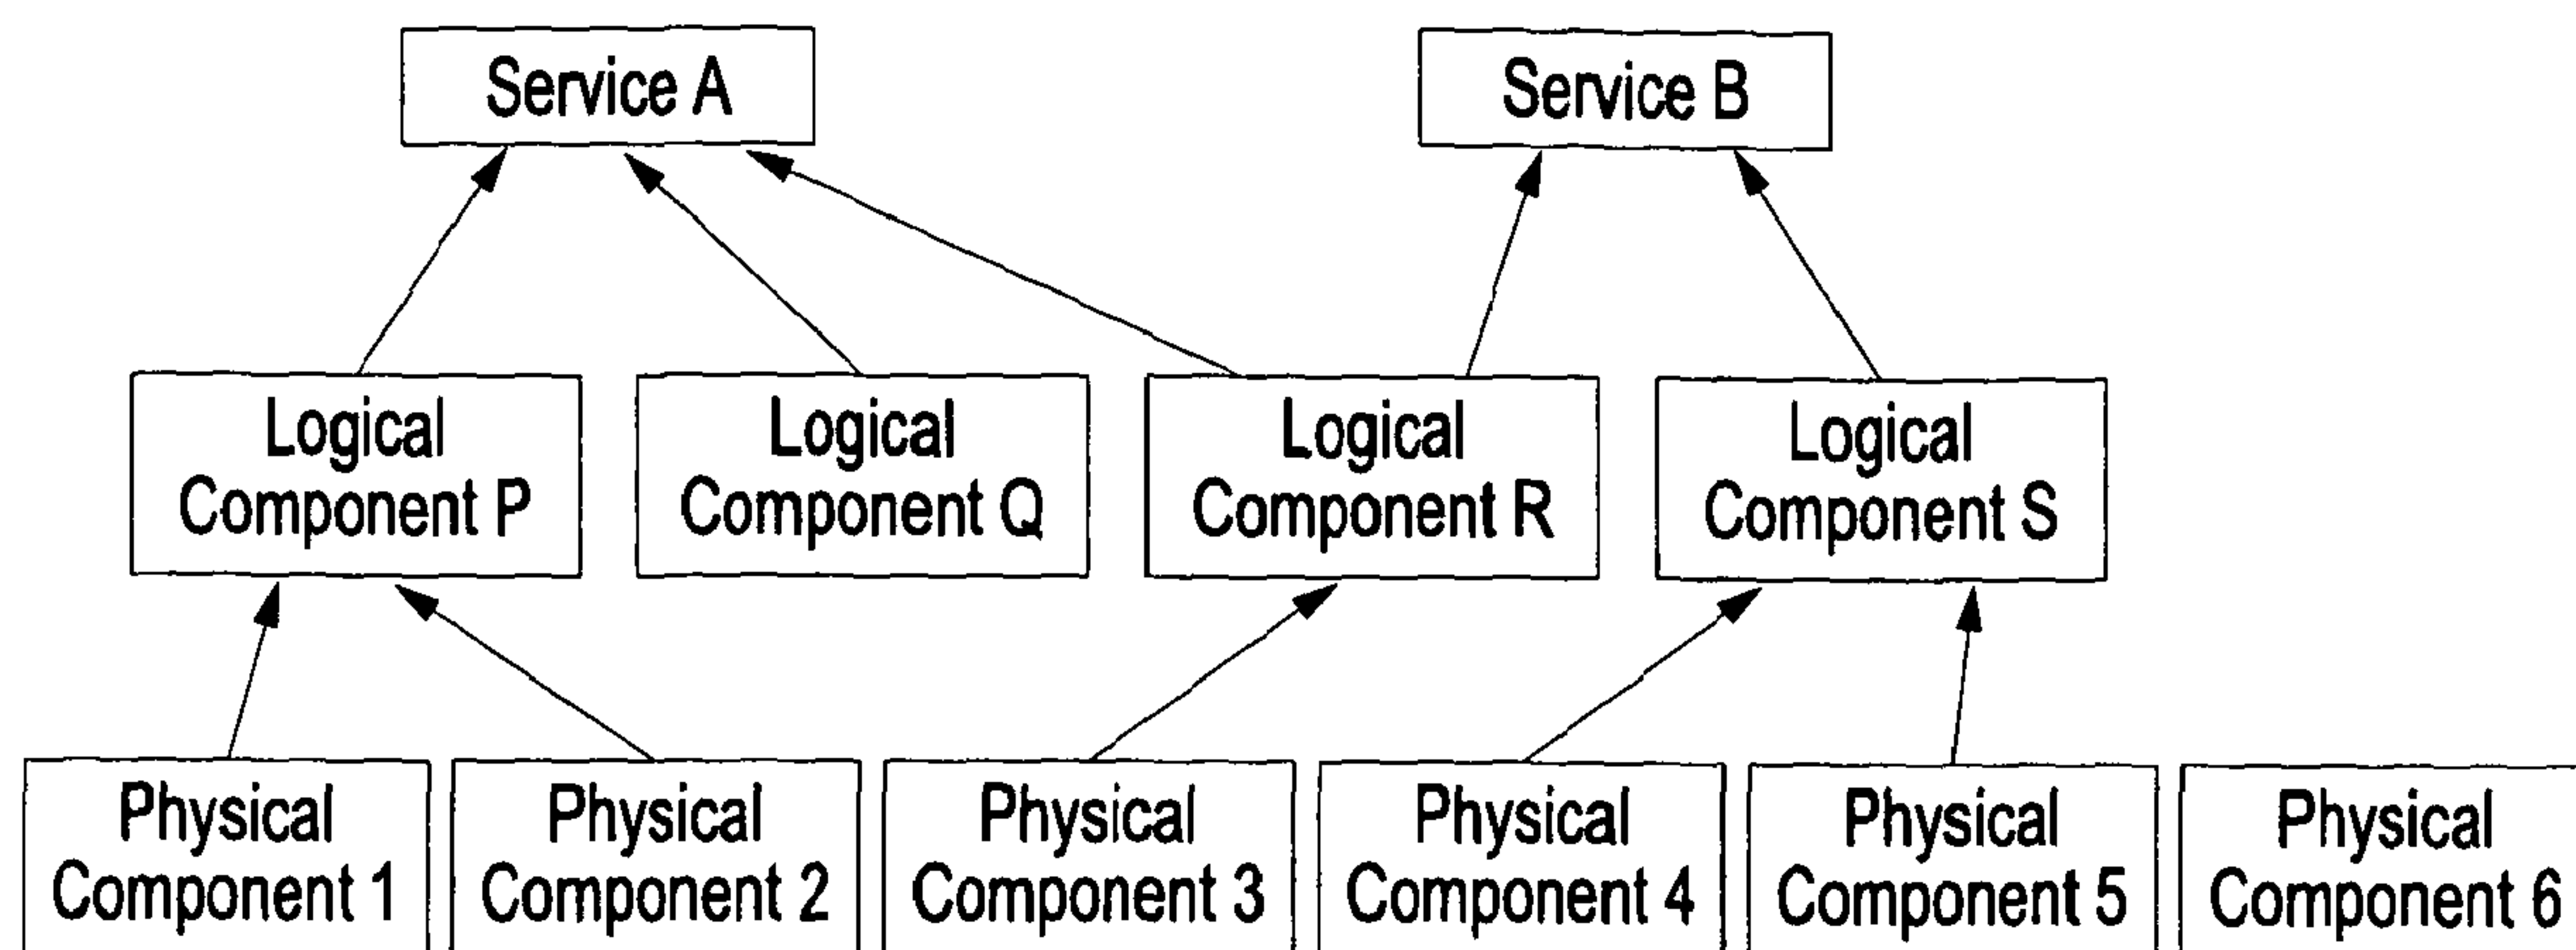 Service A
Service B
Logical
Component P
Logical
Component Q
Logical
Component R
Logical
Component S
Physical
Component 1
Physical
Component 2
Physical
Component 3
Physical
Component 4
Physical
Component 5
Physical
Component 6